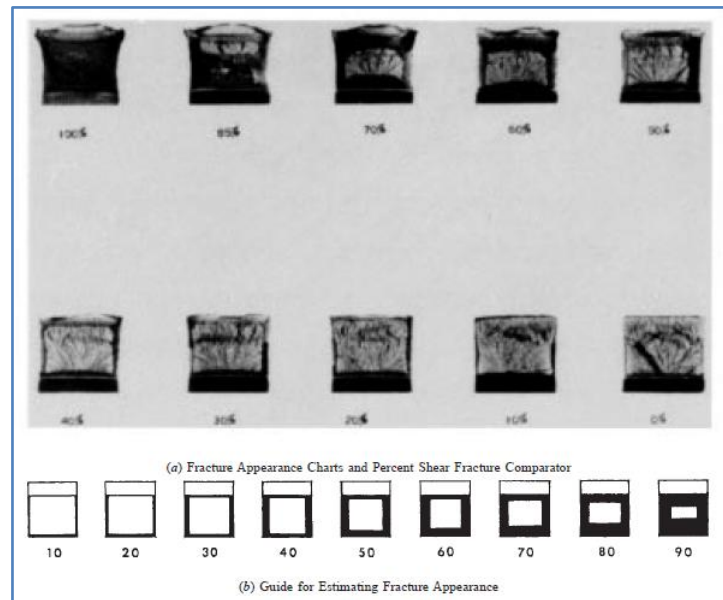 100% 85% 70% 60% 50%
40% 30% 20% 10% 0%
(a) Fracture Appearance Charts and Percent Shear Fracture Comparator
10 20 30 40 50 60 70 80 90
(b) Guide for Estimating Fracture Appearance